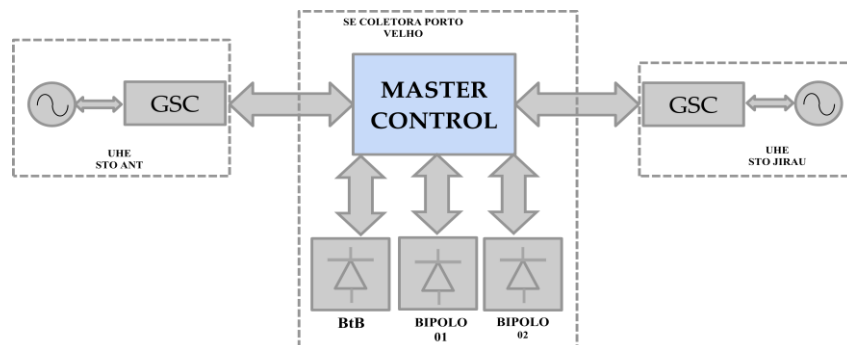 SE COLETORA PORTO
VELHO
GSC
MASTER
CONTROL
GSC
UHE
STO ANT
UHE
STO JIRAU
BtB
BIPOLO
01
BIPOLO
02